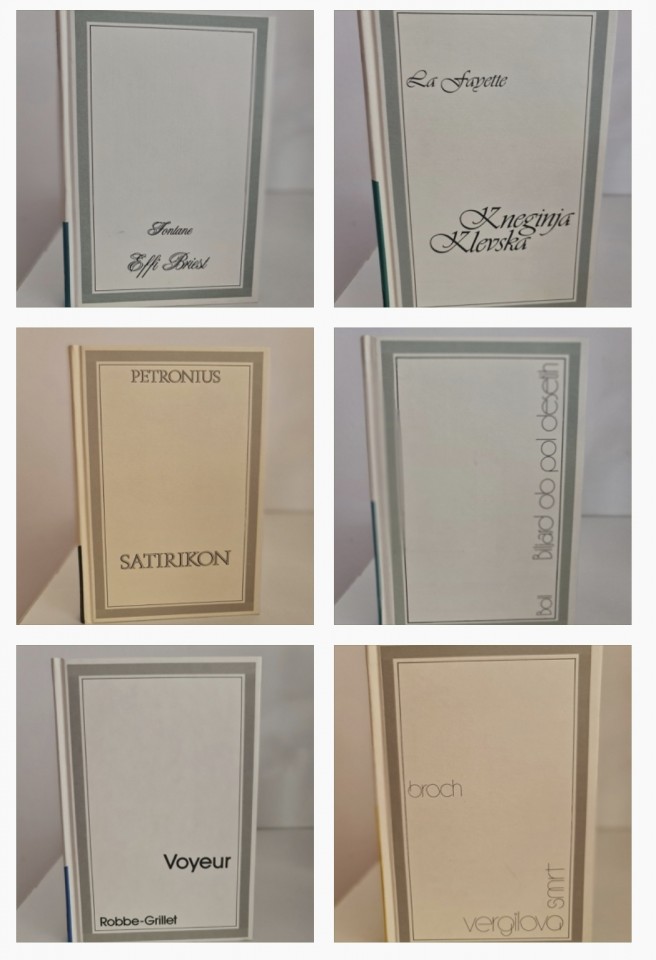 Fontane
Effi Briest
La Fayette
Kneginja
Klevska
PETRONIUS
SATIRIKON
Böll
Billard ob pol desetih
Voyeur
Robbe-Grillet
broch
vergilova
smrt